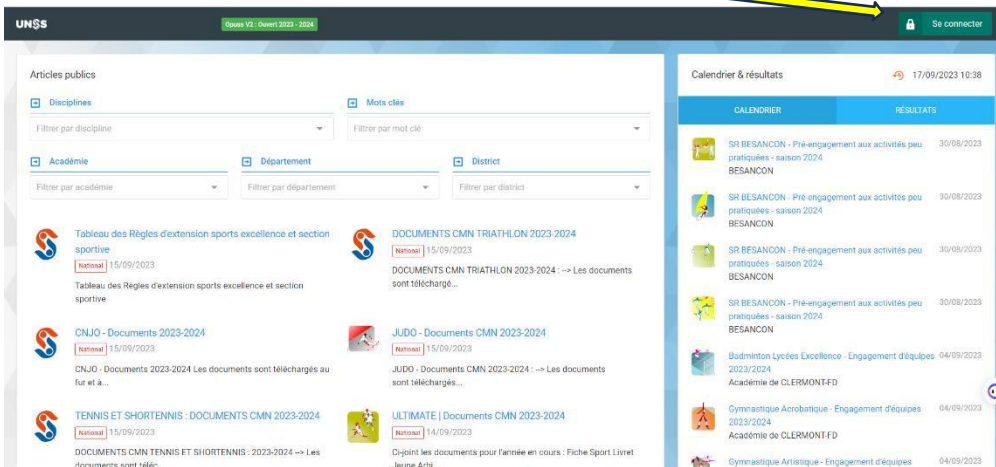 UNSS
Opuss V2 : Ouvert 2023 - 2024
Se connecter
Articles publics
Disciplines
Mots clés
Filtrer par discipline
Filtrer par mot clé
Académie
Département
District
Filtrer par académie
Filtrer par département
Filtrer par district
Tableau des Règles d'extension sports excellence et section
sportive
National 15/09/2023
Tableau des Règles d'extension sports excellence et section
sportive
DOCUMENTS CMN TRIATHLON 2023-2024
National 15/09/2023
DOCUMENTS CMN TRIATHLON 2023-2024 : --> Les documents
sont téléchargé...
CNJO - Documents 2023-2024
National 15/09/2023
CNJO - Documents 2023-2024 Les documents sont téléchargés au
fur et à...
JUDO - Documents CMN 2023-2024
National 15/09/2023
JUDO - Documents CMN 2023-2024 : --> Les documents
sont téléchargés...
TENNIS ET SHORTENNIS : DOCUMENTS CMN 2023-2024
National 15/09/2023
DOCUMENTS CMN TENNIS ET SHORTENNIS : 2023-2024 --> Les
documents sont téléc...
ULTIMATE | Documents CMN 2023-2024
National 14/09/2023
Ci-joint les documents pour l'année en cours : Fiche Sport Livret
Jeune Arbi...
Calendrier & résultats
17/09/2023 10:38
CALENDRIER
RÉSULTATS
SR BESANCON - Pré-engagement aux activités peu 30/08/2023
pratiquées - saison 2024
BESANCON
SR BESANCON - Pré-engagement aux activités peu 30/08/2023
pratiquées - saison 2024
BESANCON
SR BESANCON - Pré-engagement aux activités peu 30/08/2023
pratiquées - saison 2024
BESANCON
SR BESANCON - Pré-engagement aux activités peu 30/08/2023
pratiquées - saison 2024
BESANCON
Badminton Lycées Excellence - Engagement d'équipes 04/09/2023
2023/2024
Académie de CLERMONT-FD
Gymnastique Acrobatique - Engagement d'équipes 04/09/2023
2023/2024
Académie de CLERMONT-FD
Gymnastique Artistique - Engagement d'équipes 04/09/2023